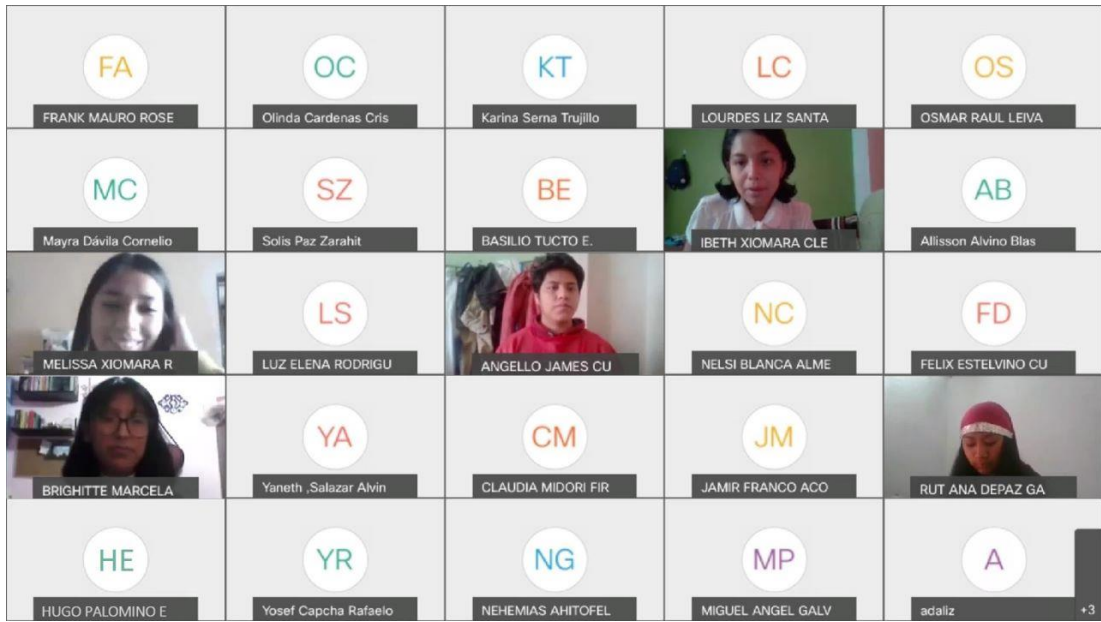 FA
FRANK MAURO ROSE
OC
Olinda Cardenas Cris
KT
Karina Serna Trujillo
LC
LOURDES LIZ SANTA
OS
OSMAR RAUL LEIVA
MC
Mayra Dávila Cornelio
SZ
Solis Paz Zarahit
BE
BASILIO TUCTO E.
IBETH XIOMARA CLE
AB
Allisson Alvino Blas
MELISSA XIOMARA R
LS
LUZ ELENA RODRIGU
ANGELLO JAMES CU
NC
NELSI BLANCA ALME
FD
FELIX ESTELVINO CU
BRIGHITTE MARCELA
YA
Yaneth ,Salazar Alvin
CM
CLAUDIA MIDORI FIR
JM
JAMIR FRANCO ACO
RUT ANA DEPAZ GA
HE
HUGO PALOMINO E
YR
Yosef Capcha Rafaelo
NG
NEHEMIAS AHITOFEL
MP
MIGUEL ANGEL GALV
A
adaliz
+3